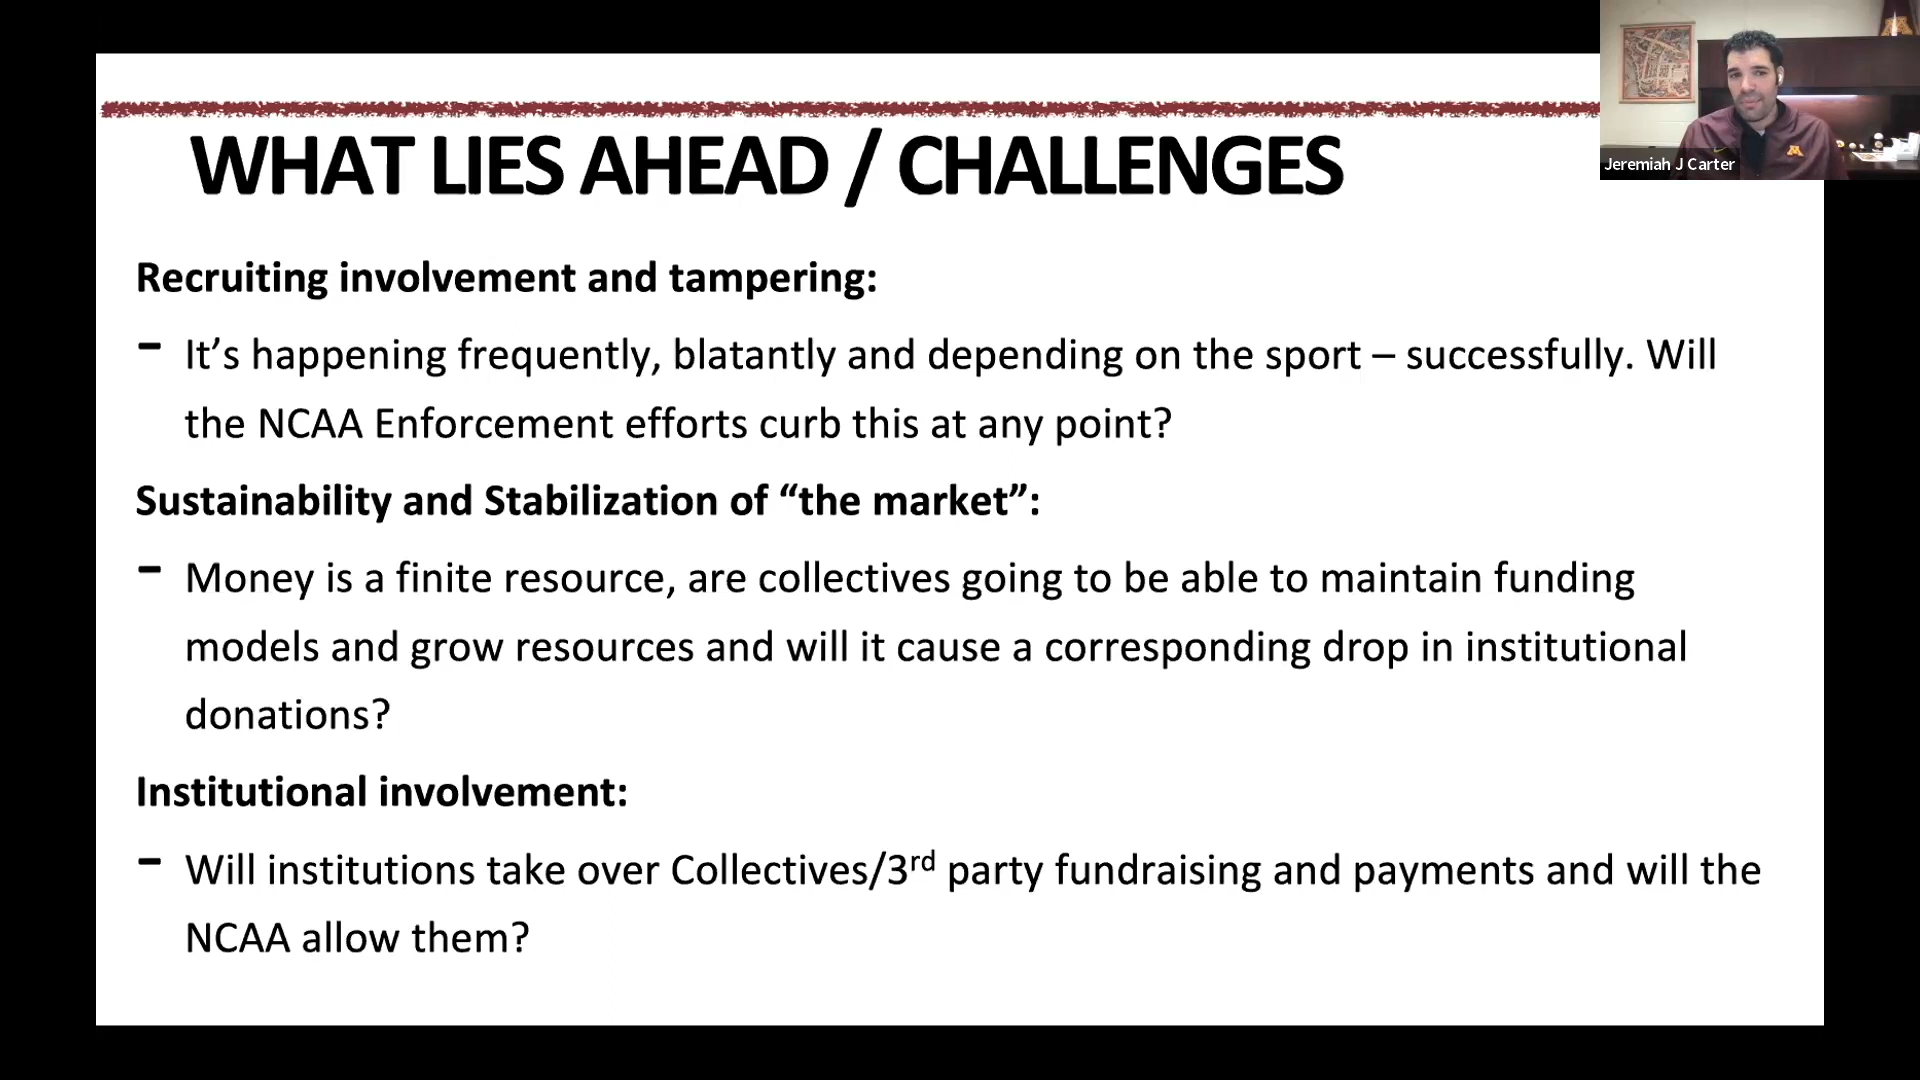 WHAT LIES AHEAD / CHALLENGES
Jeremiah J Carter
Recruiting involvement and tampering:
- It’s happening frequently, blatantly and depending on the sport – successfully. Will
the NCAA Enforcement efforts curb this at any point?
Sustainability and Stabilization of “the market”:
- Money is a finite resource, are collectives going to be able to maintain funding
models and grow resources and will it cause a corresponding drop in institutional
donations?
Institutional involvement:
- Will institutions take over Collectives/3rd party fundraising and payments and will the
NCAA allow them?